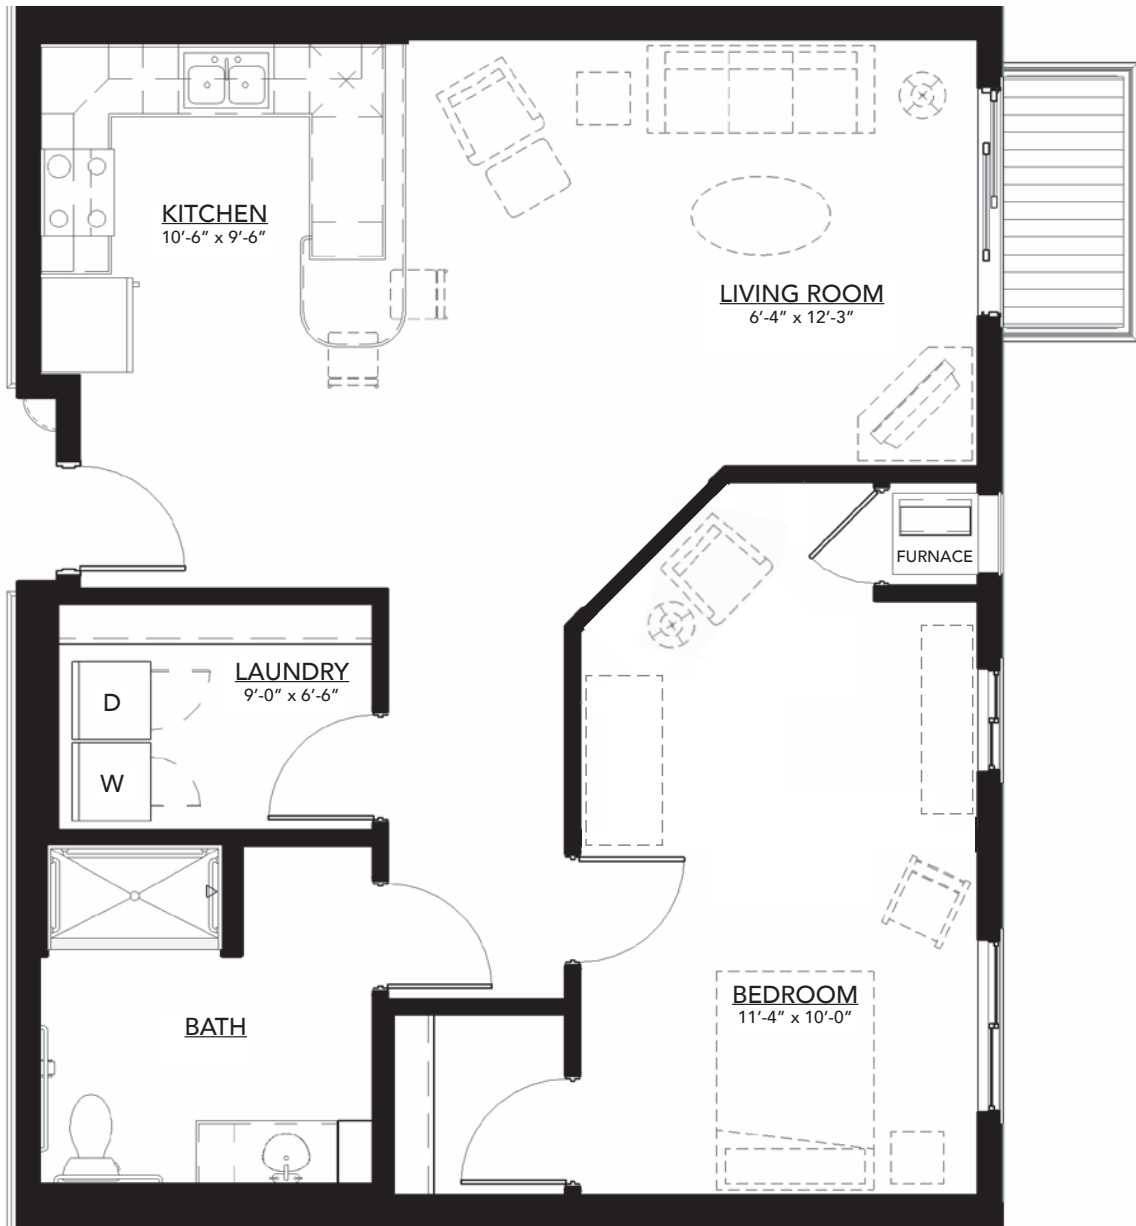 KITCHEN
10'-6" x 9'-6"
LIVING ROOM
6'-4" x 12'-3"
FURNACE
LAUNDRY
9'-0" x 6'-6"
D
W
BEDROOM
11'-4" x 10'-0"
BATH